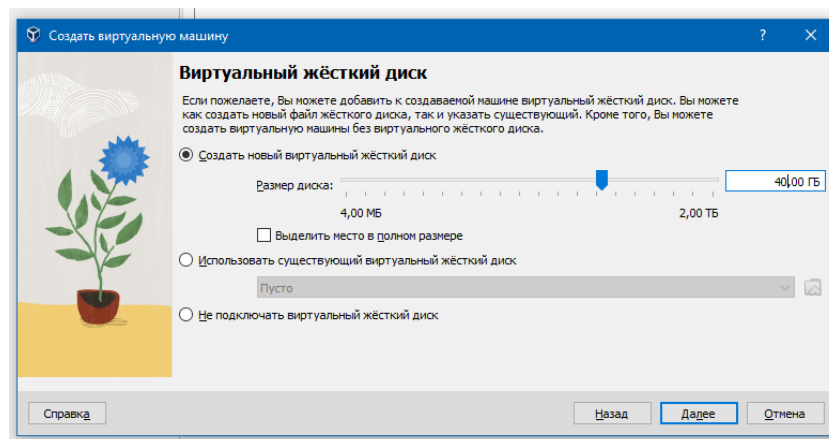 Создать виртуальную машину
?
Виртуальный жёсткий диск
Если пожелаете, Вы можете добавить к создаваемой машине виртуальный жёсткий диск. Вы можете
как создать новый файл жёсткого диска, так и указать существующий. Кроме того, Вы можете
создать виртуальную машины без виртуального жёсткого диска.
Создать новый виртуальный жёсткий диск
Размер диска:
40,00 ГБ
4,00 МБ
2,00 ТБ
Выделить место в полном размере
Использовать существующий виртуальный жёсткий диск
Пусто
Не подключать виртуальный жёсткий диск
Справка
Назад
Далее
Отмена